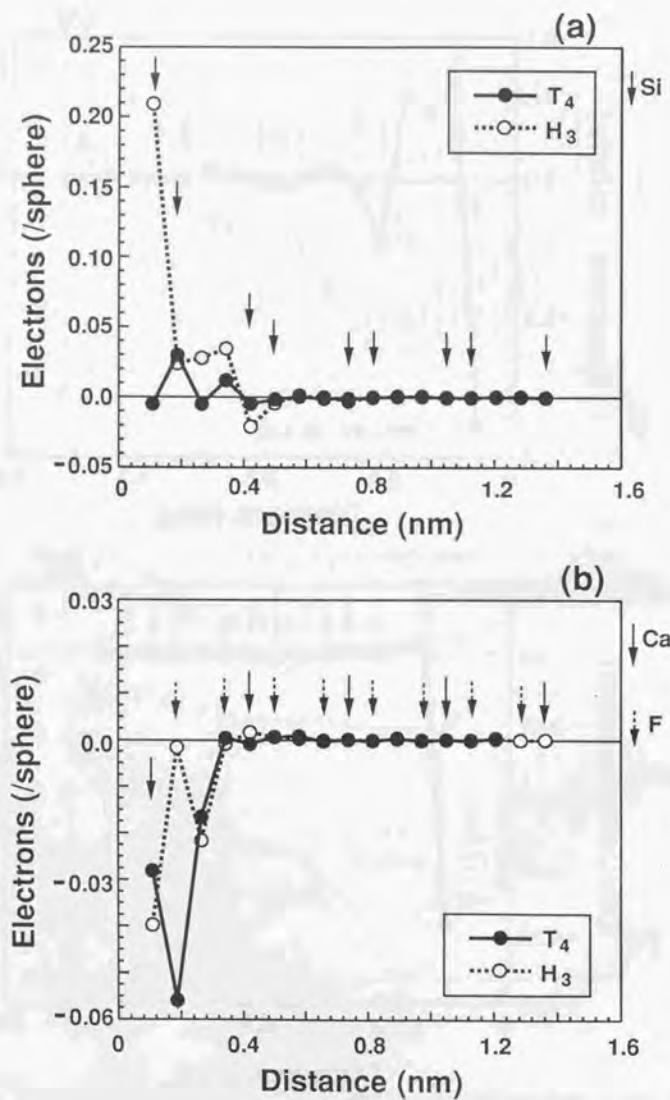 (a)
0.25
0.20
0.15
0.10
0.05
0.0
−0.05
Electrons (/sphere)
T4
H3
Si
0
0.4
0.8
1.2
1.6
Distance (nm)
(b)
0.03
0.0
−0.03
−0.06
Electrons (/sphere)
Ca
F
T4
H3
0
0.4
0.8
1.2
1.6
Distance (nm)